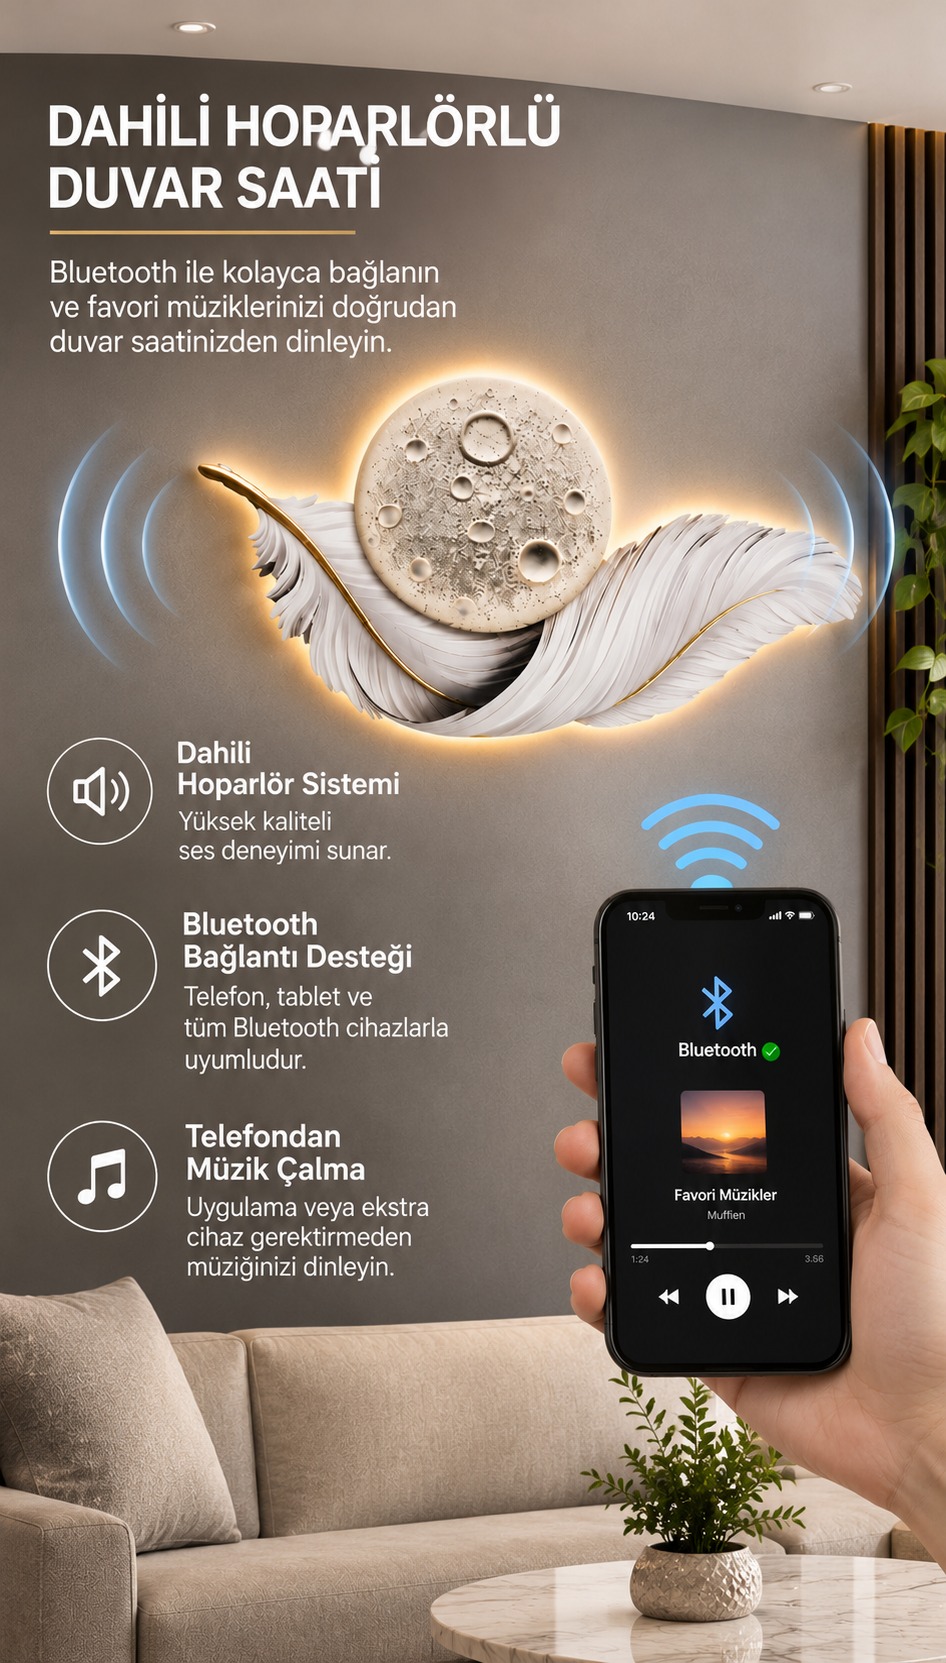 DAHİLİ HOPARLÖRLÜ
DUVAR SAATİ
Bluetooth ile kolayca bağlanın
ve favori müziklerinizi doğrudan
duvar saatinizden dinleyin.
Dahili
Hoparlör Sistemi
Yüksek kaliteli
ses deneyimi sunar.
Bluetooth
Bağlantı Desteği
Telefon, tablet ve
tüm Bluetooth cihazlarla
uyumludur.
Telefondan
Müzik Çalma
Uygulama veya ekstra
cihaz gerektirmeden
müziğinizi dinleyin.
10:24
Bluetooth
Favori Müzikler
Muffien
1:24 3.56